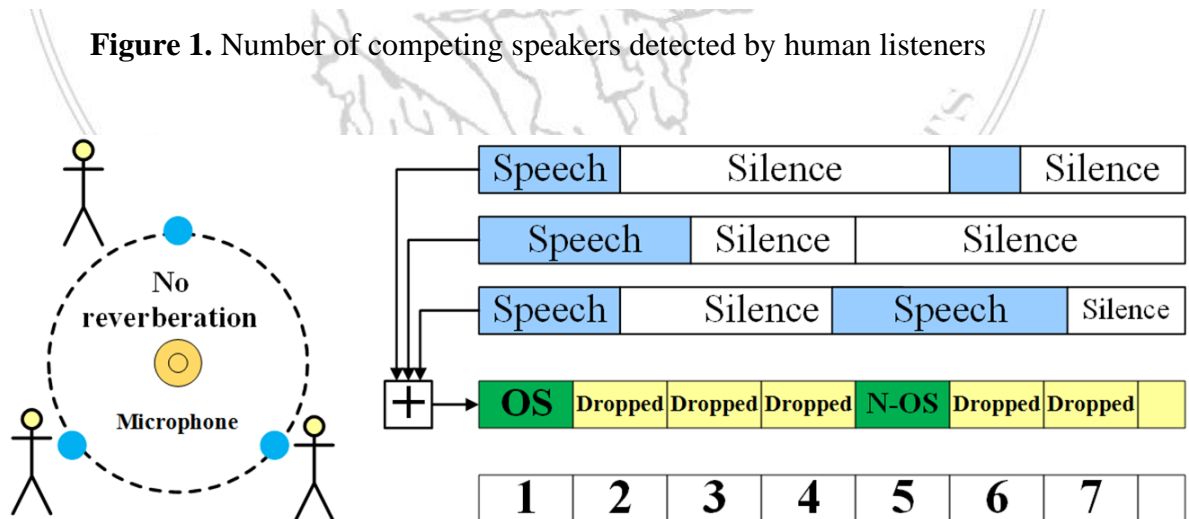 Figure 1. Number of competing speakers detected by human listeners
No
reverberation
Microphone
Speech Silence Silence
Speech Silence Silence
Speech Silence Speech Silence
+ OS Dropped Dropped Dropped N-OS Dropped Dropped
1 2 3 4 5 6 7